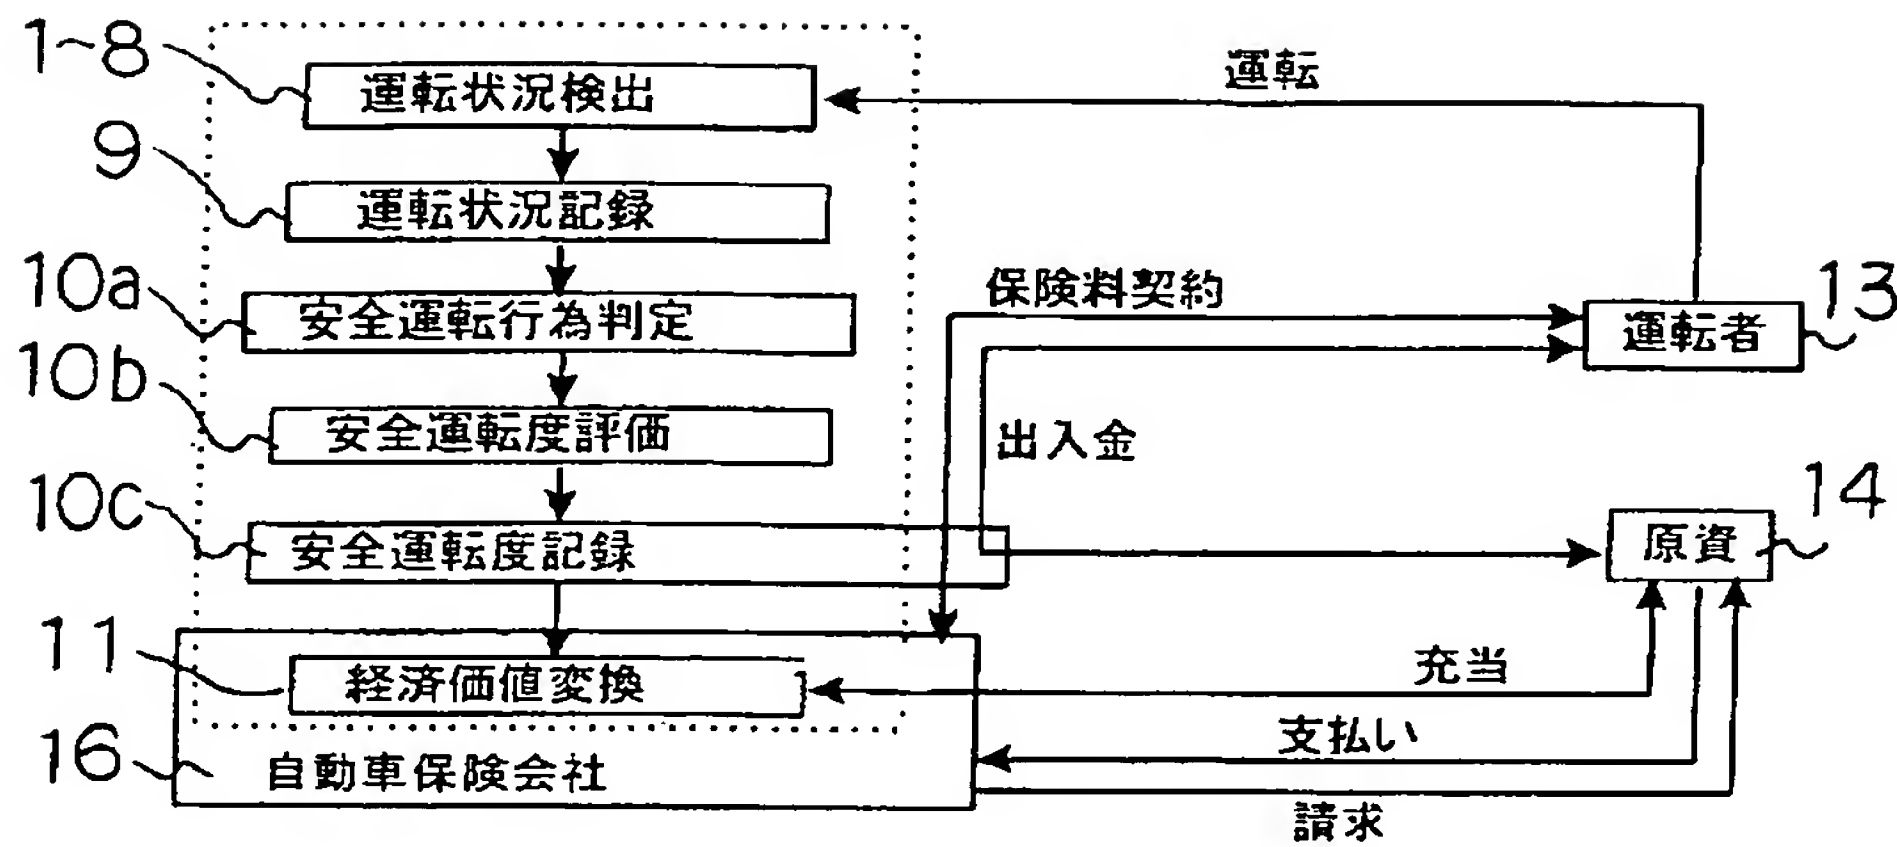 1~8
運転状況検出
運転
9
運転状況記録
10a
安全運転行為判定
保険料契約
運転者
13
10b
安全運転度評価
出入金
10c
安全運転度記録
原資
14
11
経済価値変換
充当
支払い
16
自動車保険会社
請求